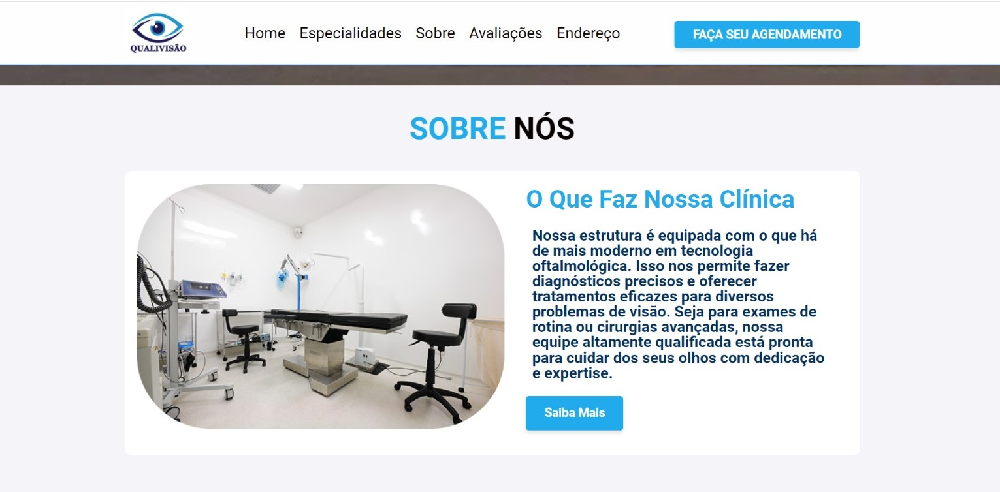 QUALIVISÃO
Home Especialidades Sobre Avaliações Endereço
FAÇA SEU AGENDAMENTO
SOBRE NÓS
O Que Faz Nossa Clínica
Nossa estrutura é equipada com o que há
de mais moderno em tecnologia
oftalmológica. Isso nos permite fazer
diagnósticos precisos e oferecer
tratamentos eficazes para diversos
problemas de visão. Seja para exames de
rotina ou cirurgias avançadas, nossa
equipe altamente qualificada está pronta
para cuidar dos seus olhos com dedicação
e expertise.
Saiba Mais